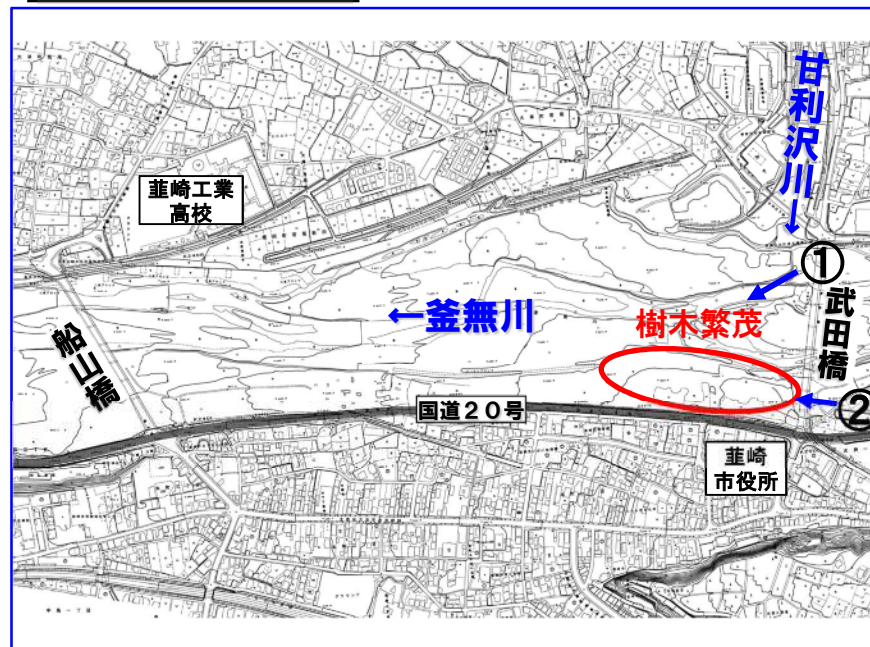 甘利沢川↓
韮崎工業
高校
①
武田橋
←釜無川
樹木繁茂
船山橋
国道20号
②
韮崎
市役所